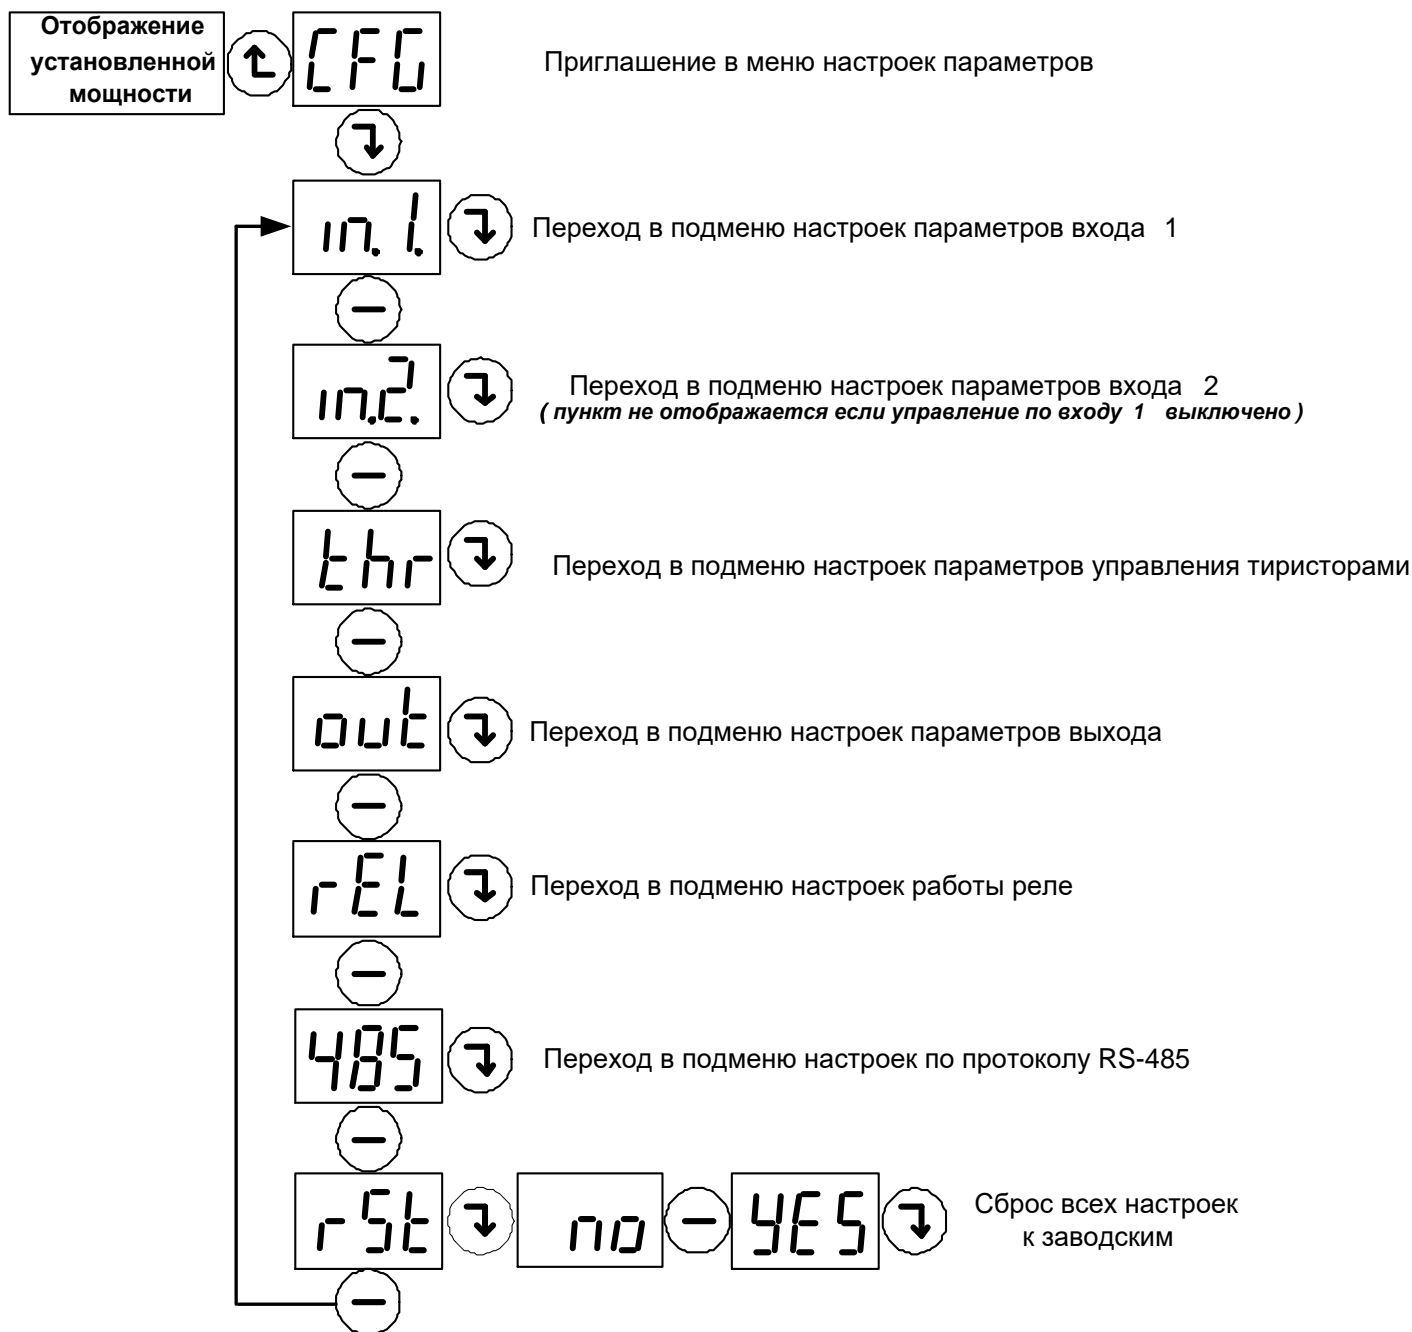 Отображение
установленной
мощности
CFG
Приглашение в меню настроек параметров
in.1.
Переход в подменю настроек параметров входа 1
in.2.
Переход в подменю настроек параметров входа 2
( пункт не отображается если управление по входу 1 выключено )
thr
Переход в подменю настроек параметров управления тиристорами
out
Переход в подменю настроек параметров выхода
rEL
Переход в подменю настроек работы реле
485
Переход в подменю настроек по протоколу RS-485
rSt
no
YES
Сброс всех настроек
к заводским